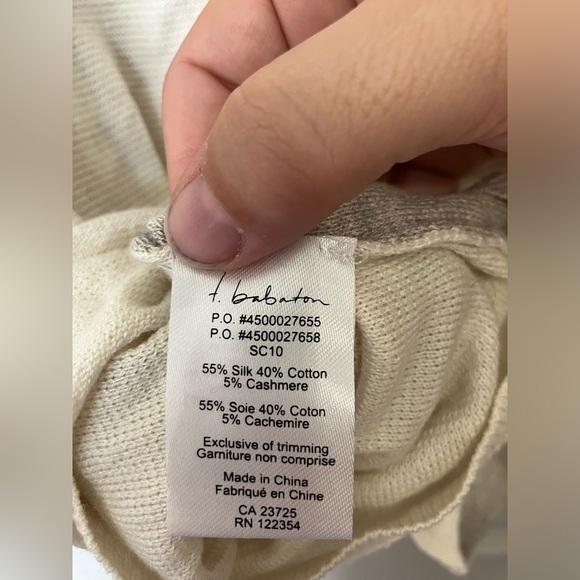 t. babaton
P.O. #4500027655
P.O. #4500027658
SC10
55% Silk 40% Cotton
5% Cashmere
55% Soie 40% Coton
5% Cachemire
Exclusive of trimming
Garniture non comprise
Made in China
Fabriqué en Chine
CA 23725
RN 122354